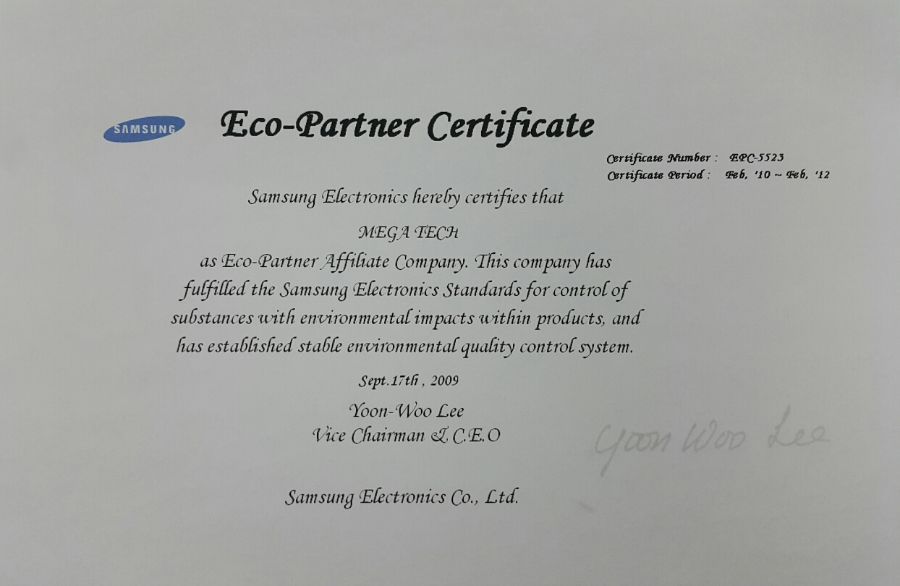 SAMSUNG
Eco-Partner Certificate
Certificate Number : EPC-5523
Certificate Period : Feb, '10 ~ Feb, '12
Samsung Electronics hereby certifies that
MEGA TECH
as Eco-Partner Affiliate Company. This company has
fulfilled the Samsung Electronics Standards for control of
substances with environmental impacts within products, and
has established stable environmental quality control system.
Sept.17th , 2009
Yoon-Woo Lee
Vice Chairman & C.E.O
Yoon Woo Lee
Samsung Electronics Co., Ltd.